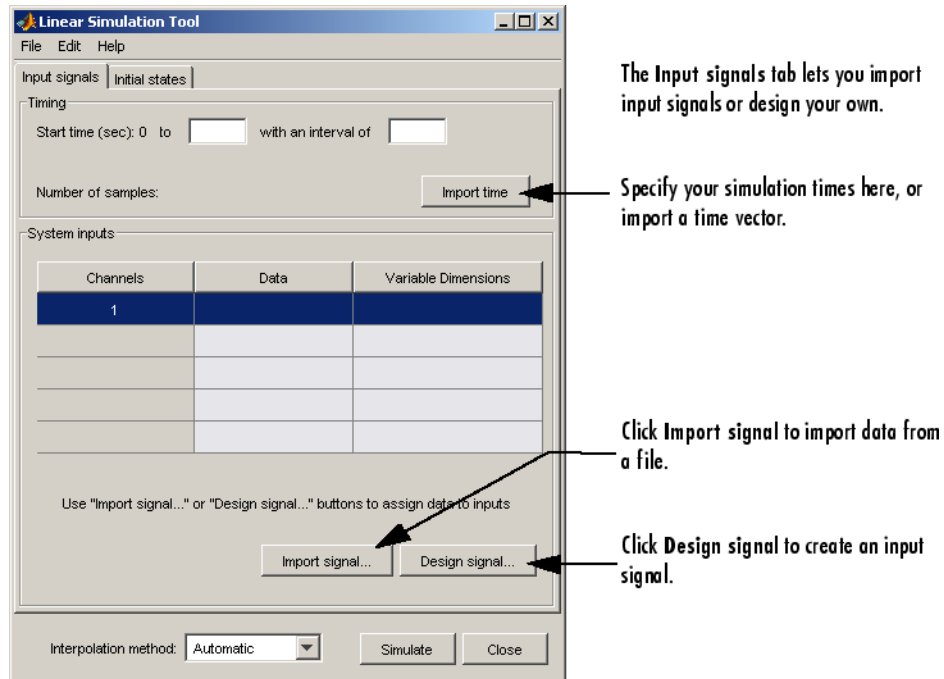 Linear Simulation Tool
File Edit Help
Input signals Initial states
Timing
Start time (sec): 0 to with an interval of
Number of samples: Import time
System inputs
Channels Data Variable Dimensions
1
Use "Import signal..." or "Design signal..." buttons to assign data to inputs
Import signal... Design signal...
Interpolation method: Automatic Simulate Close
The Input signals tab lets you import
input signals or design your own.
Specify your simulation times here, or
import a time vector.
Click Import signal to import data from
a file.
Click Design signal to create an input
signal.